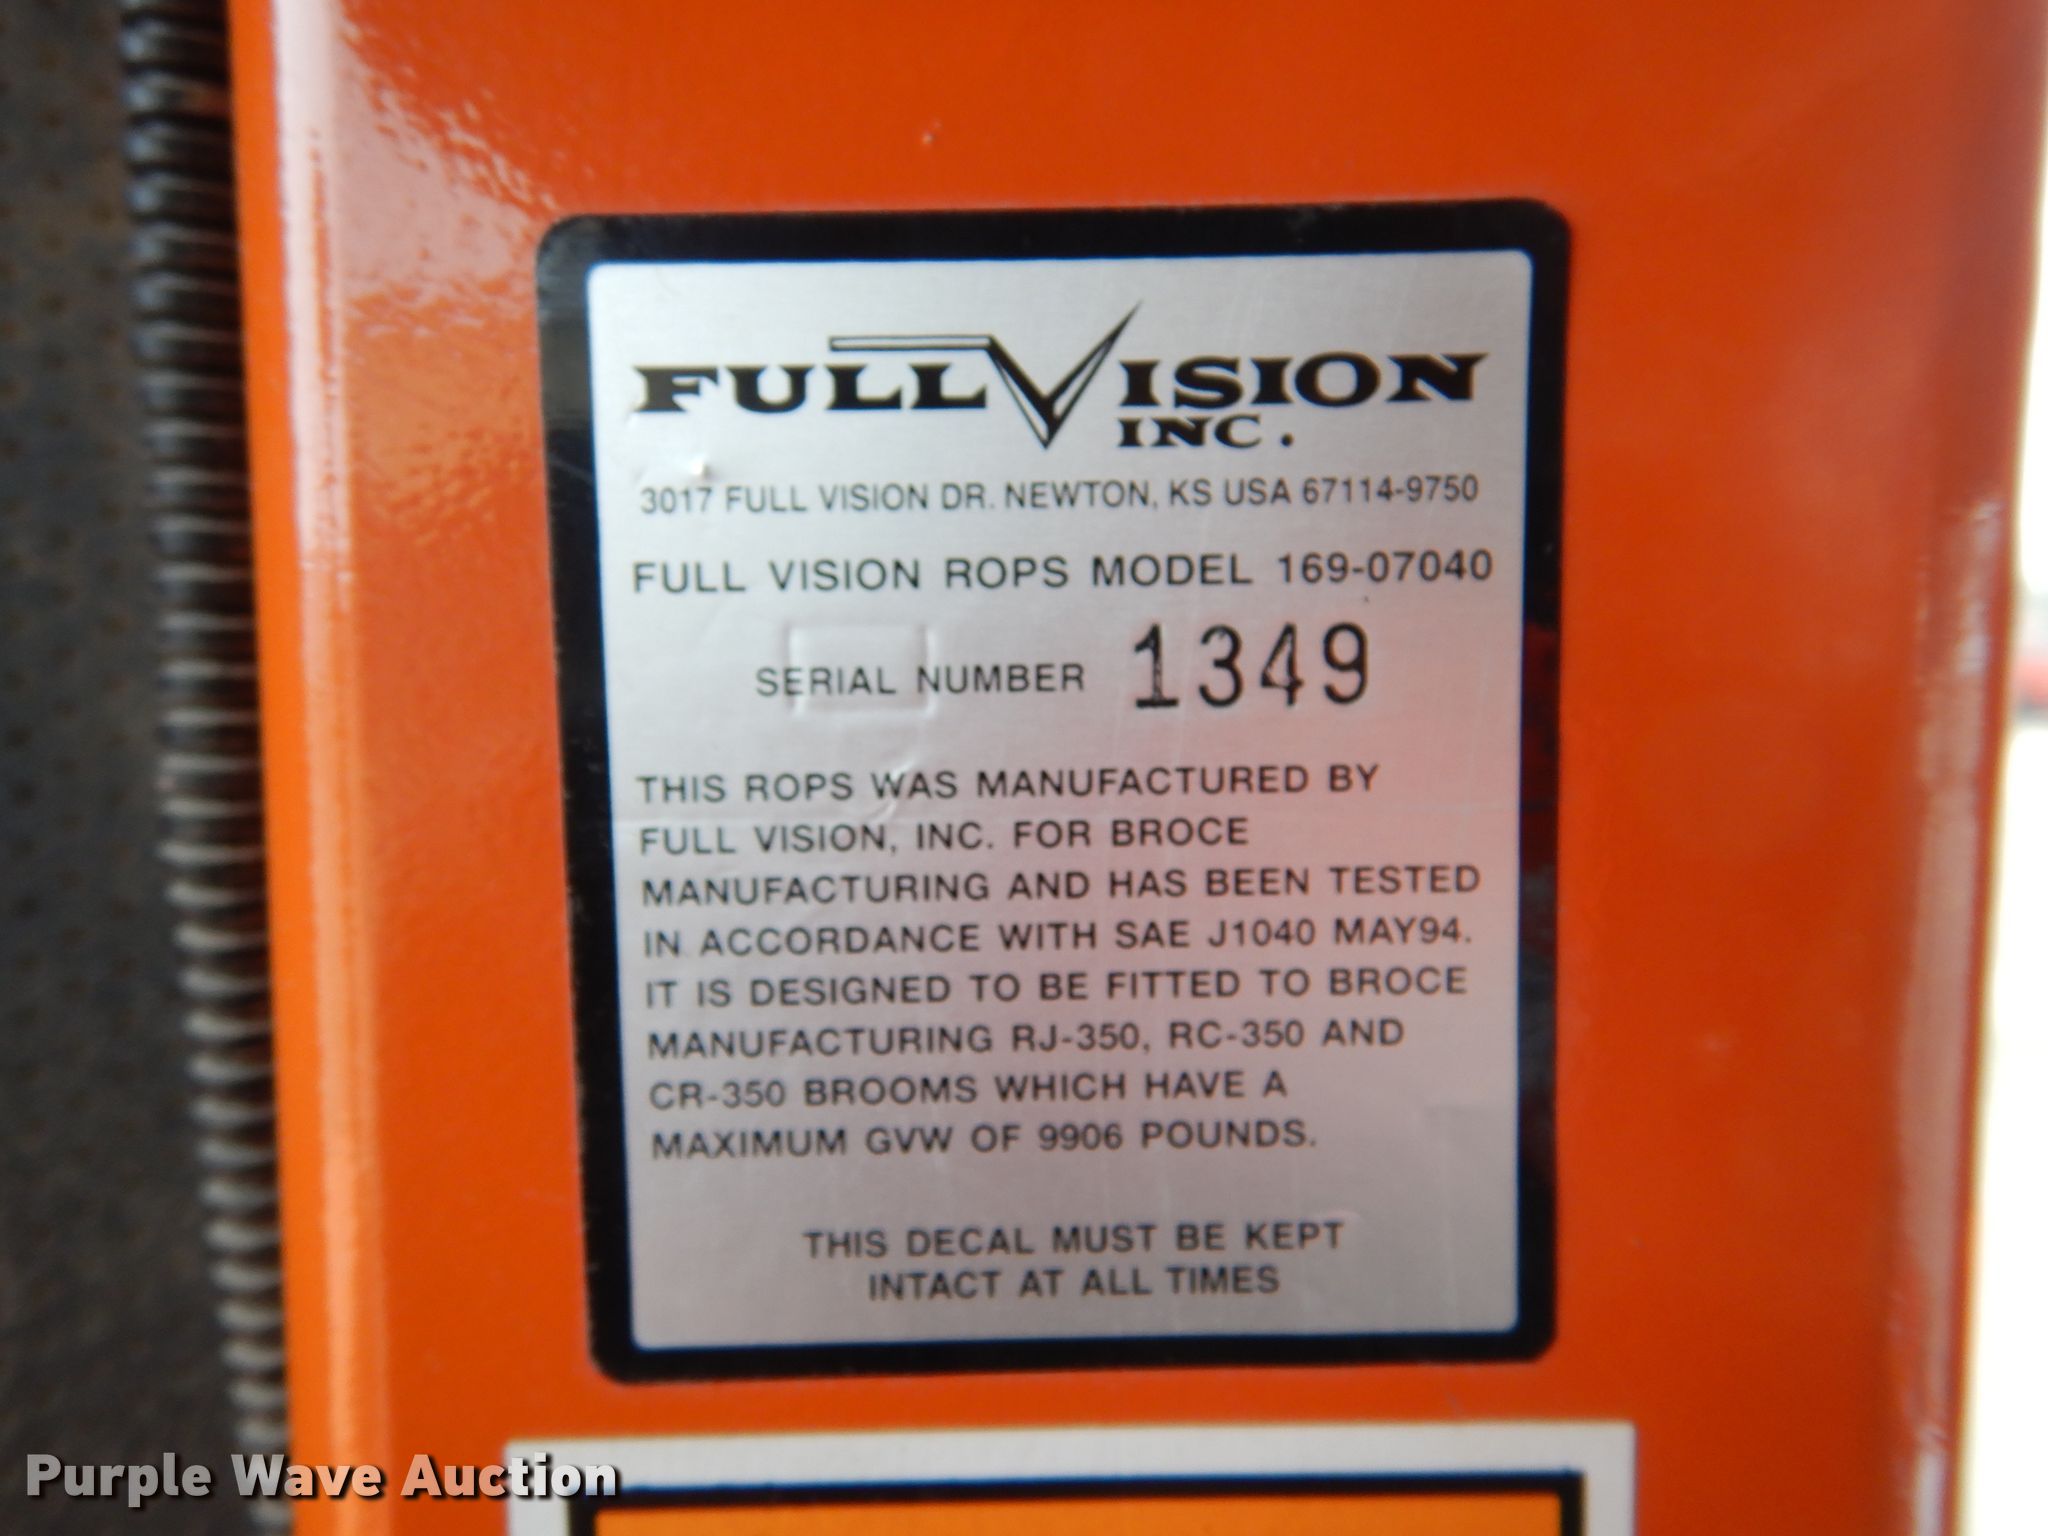 FULL VISION
INC.
3017 FULL VISION DR. NEWTON, KS USA 67114-9750
FULL VISION ROPS MODEL 169-07040
SERIAL NUMBER 1349
THIS ROPS WAS MANUFACTURED BY
FULL VISION, INC. FOR BROCE
MANUFACTURING AND HAS BEEN TESTED
IN ACCORDANCE WITH SAE J1040 MAY94.
IT IS DESIGNED TO BE FITTED TO BROCE
MANUFACTURING RJ-350, RC-350 AND
CR-350 BROOMS WHICH HAVE A
MAXIMUM GVW OF 9906 POUNDS.
THIS DECAL MUST BE KEPT
INTACT AT ALL TIMES
Purple Wave Auction